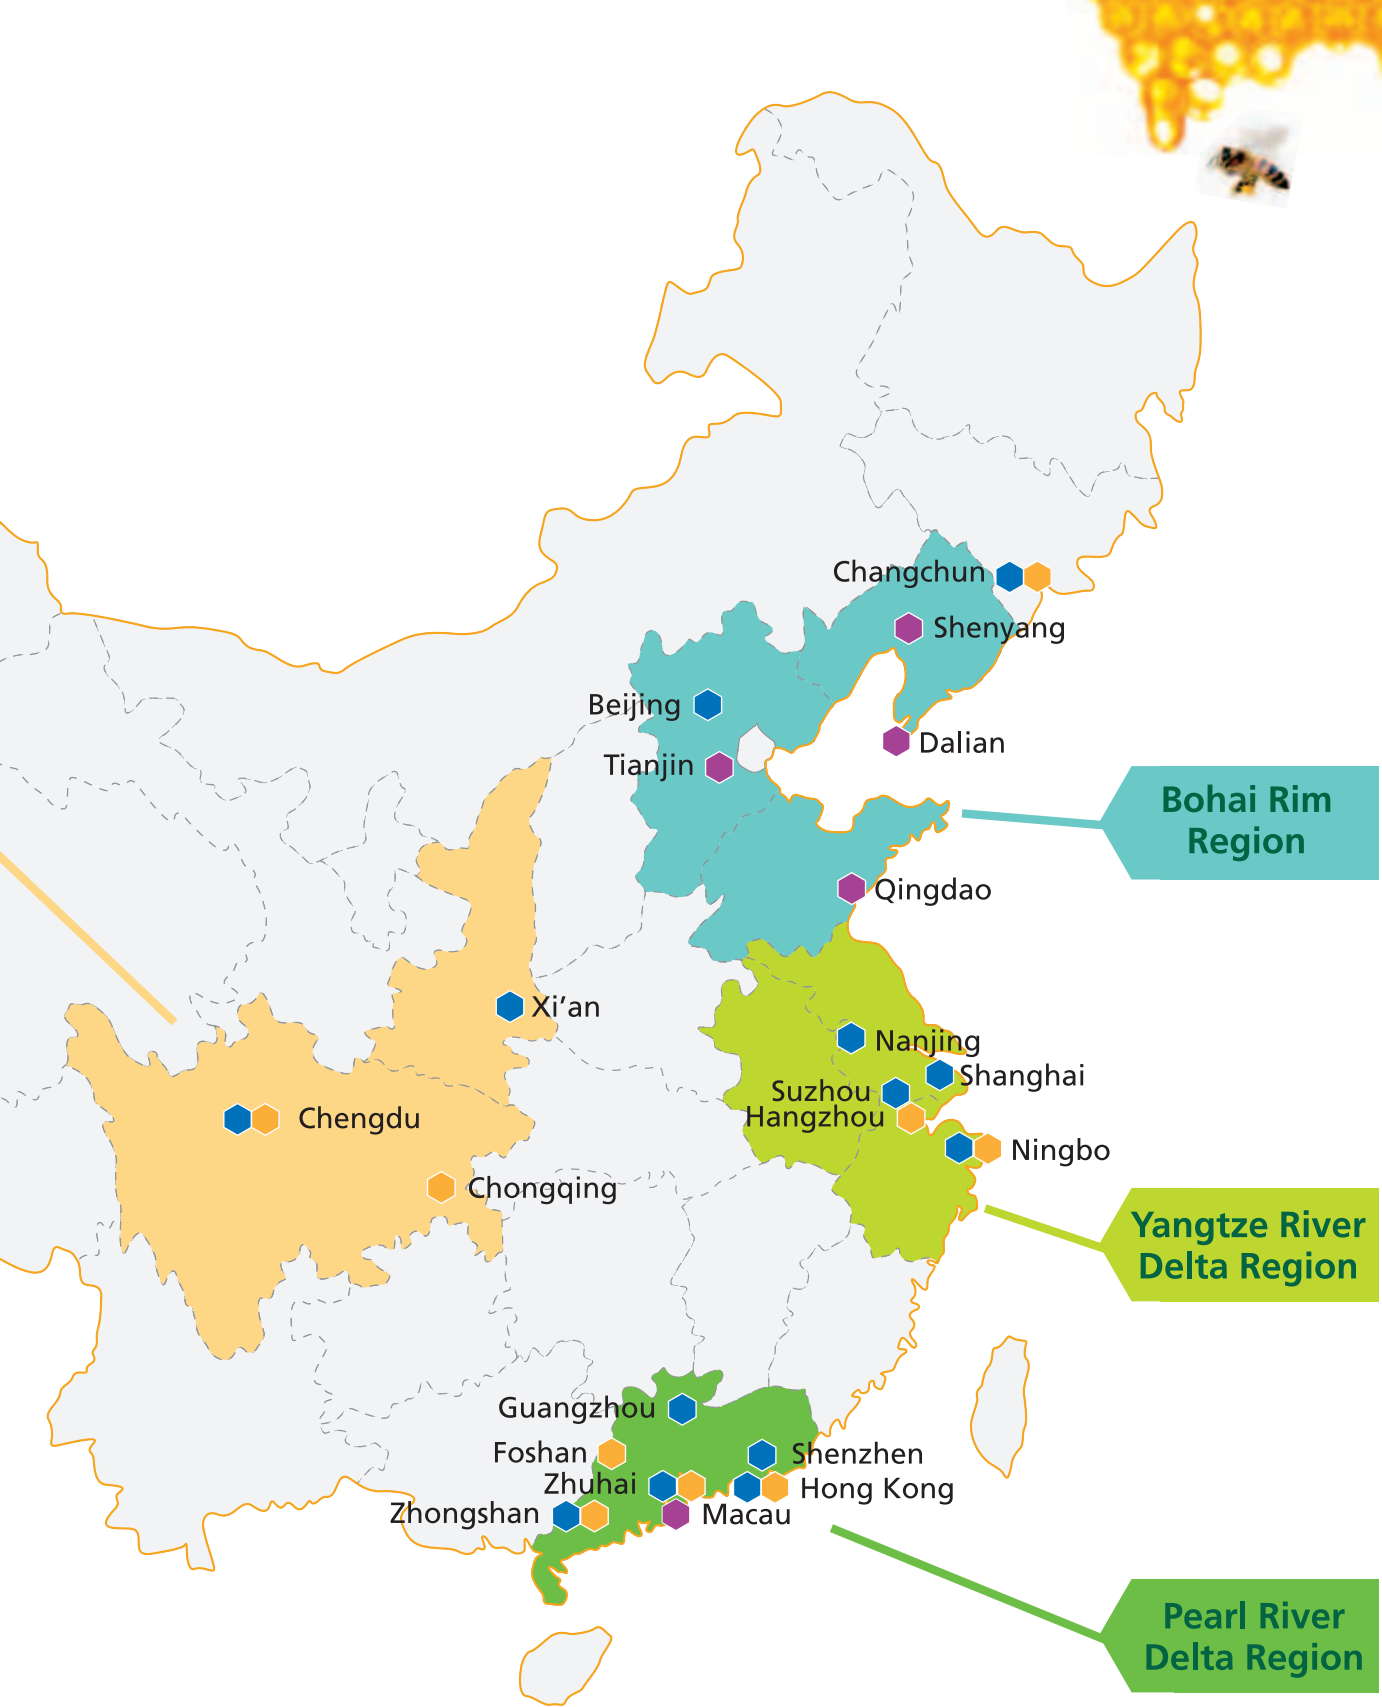 Changchun
Shenyang
Beijing
Dalian
Tianjin
Bohai Rim
Region
Qingdao
Xi’an
Nanjing
Shanghai
Suzhou
Hangzhou
Chengdu
Ningbo
Chongqing
Yangtze River
Delta Region
Guangzhou
Foshan
Shenzhen
Zhuhai
Hong Kong
Zhongshan
Macau
Pearl River
Delta Region